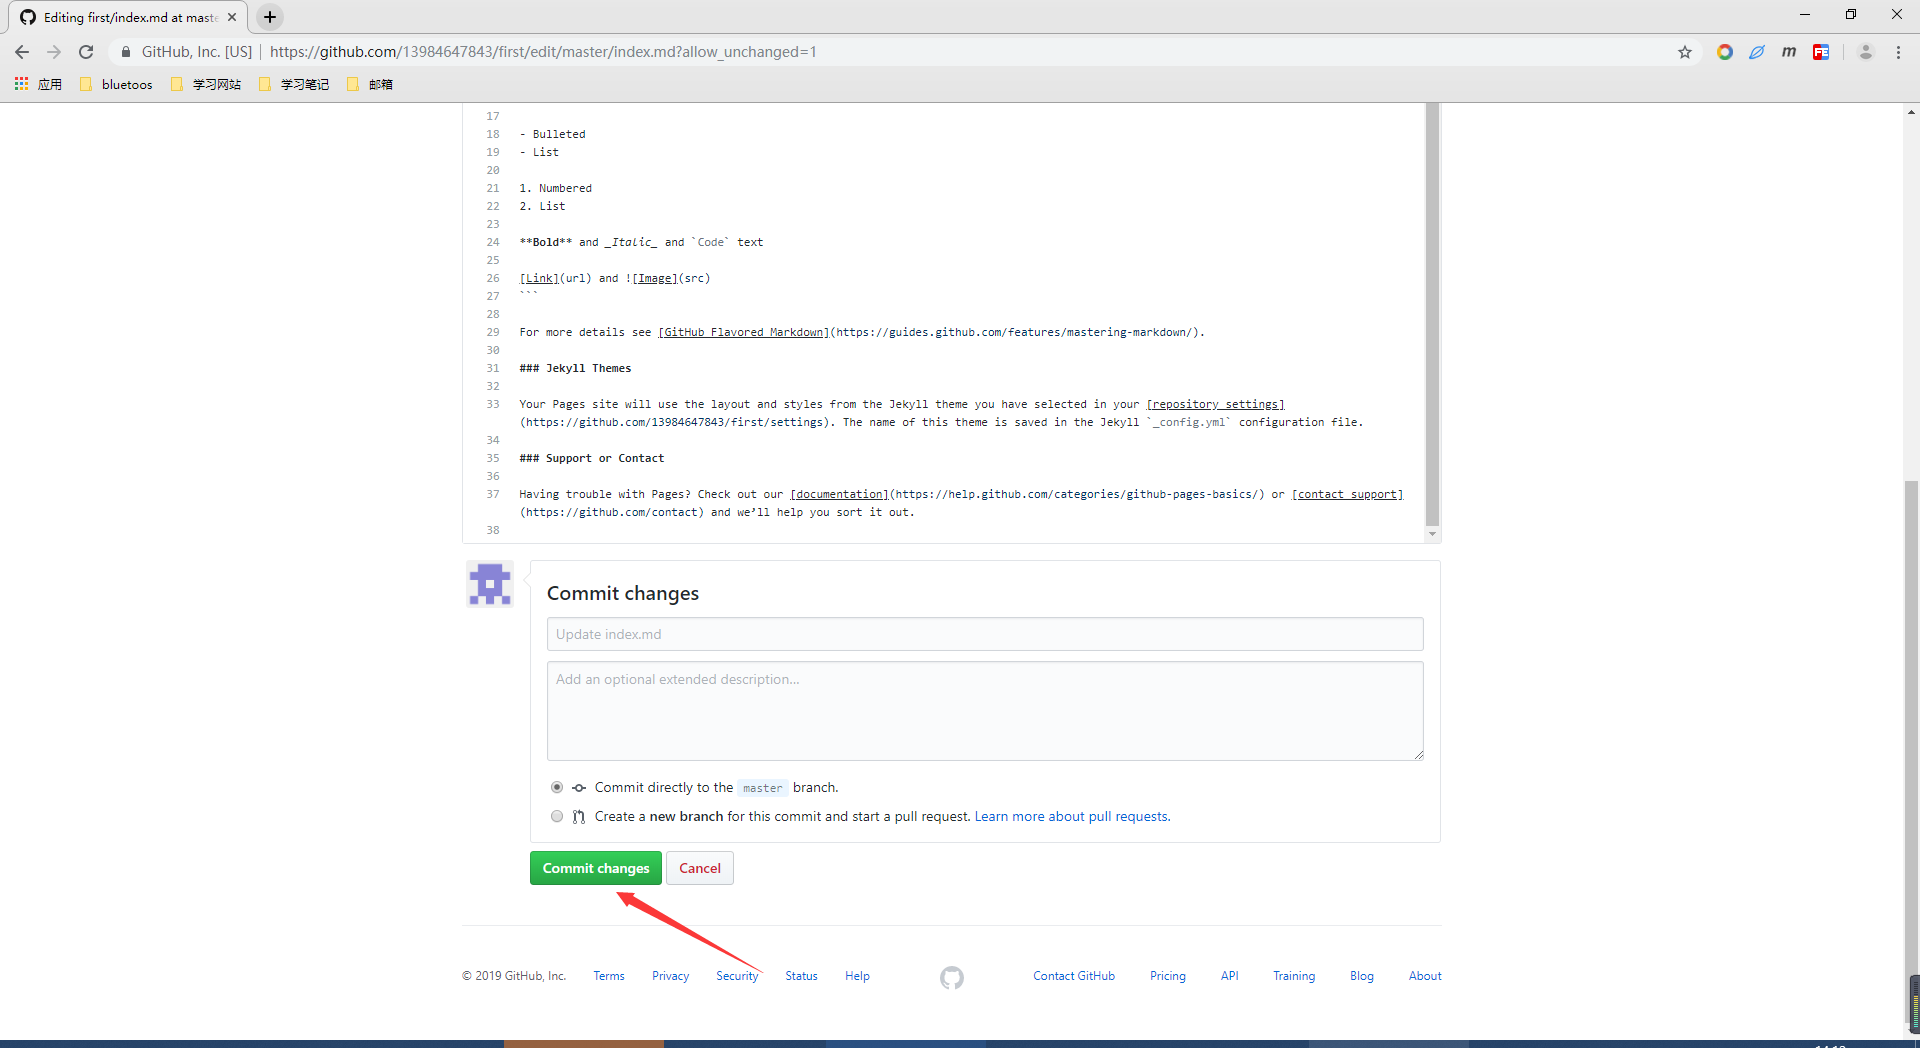 Editing first/index.md at maste
GitHub, Inc. [US] | https://github.com/13984647843/first/edit/master/index.md?allow_unchanged=1
应用 bluetoos 学习网站 学习笔记 邮箱
17
18 - Bulleted
19 - List
20
21 1. Numbered
22 2. List
23
24 **Bold** and _Italic_ and `Code` text
25
26 [Link](url) and ![Image](src)
27 ```
28
29 For more details see [GitHub Flavored Markdown](https://guides.github.com/features/mastering-markdown/).
30
31 ### Jekyll Themes
32
33 Your Pages site will use the layout and styles from the Jekyll theme you have selected in your [repository settings]
(https://github.com/13984647843/first/settings). The name of this theme is saved in the Jekyll `_config.yml` configuration file.
34
35 ### Support or Contact
36
37 Having trouble with Pages? Check out our [documentation](https://help.github.com/categories/github-pages-basics/) or [contact support]
(https://github.com/contact) and we’ll help you sort it out.
38
Commit changes
Update index.md
Add an optional extended description...
Commit directly to the master branch.
Create a new branch for this commit and start a pull request. Learn more about pull requests.
Commit changes Cancel
© 2019 GitHub, Inc. Terms Privacy Security Status Help Contact GitHub Pricing API Training Blog About